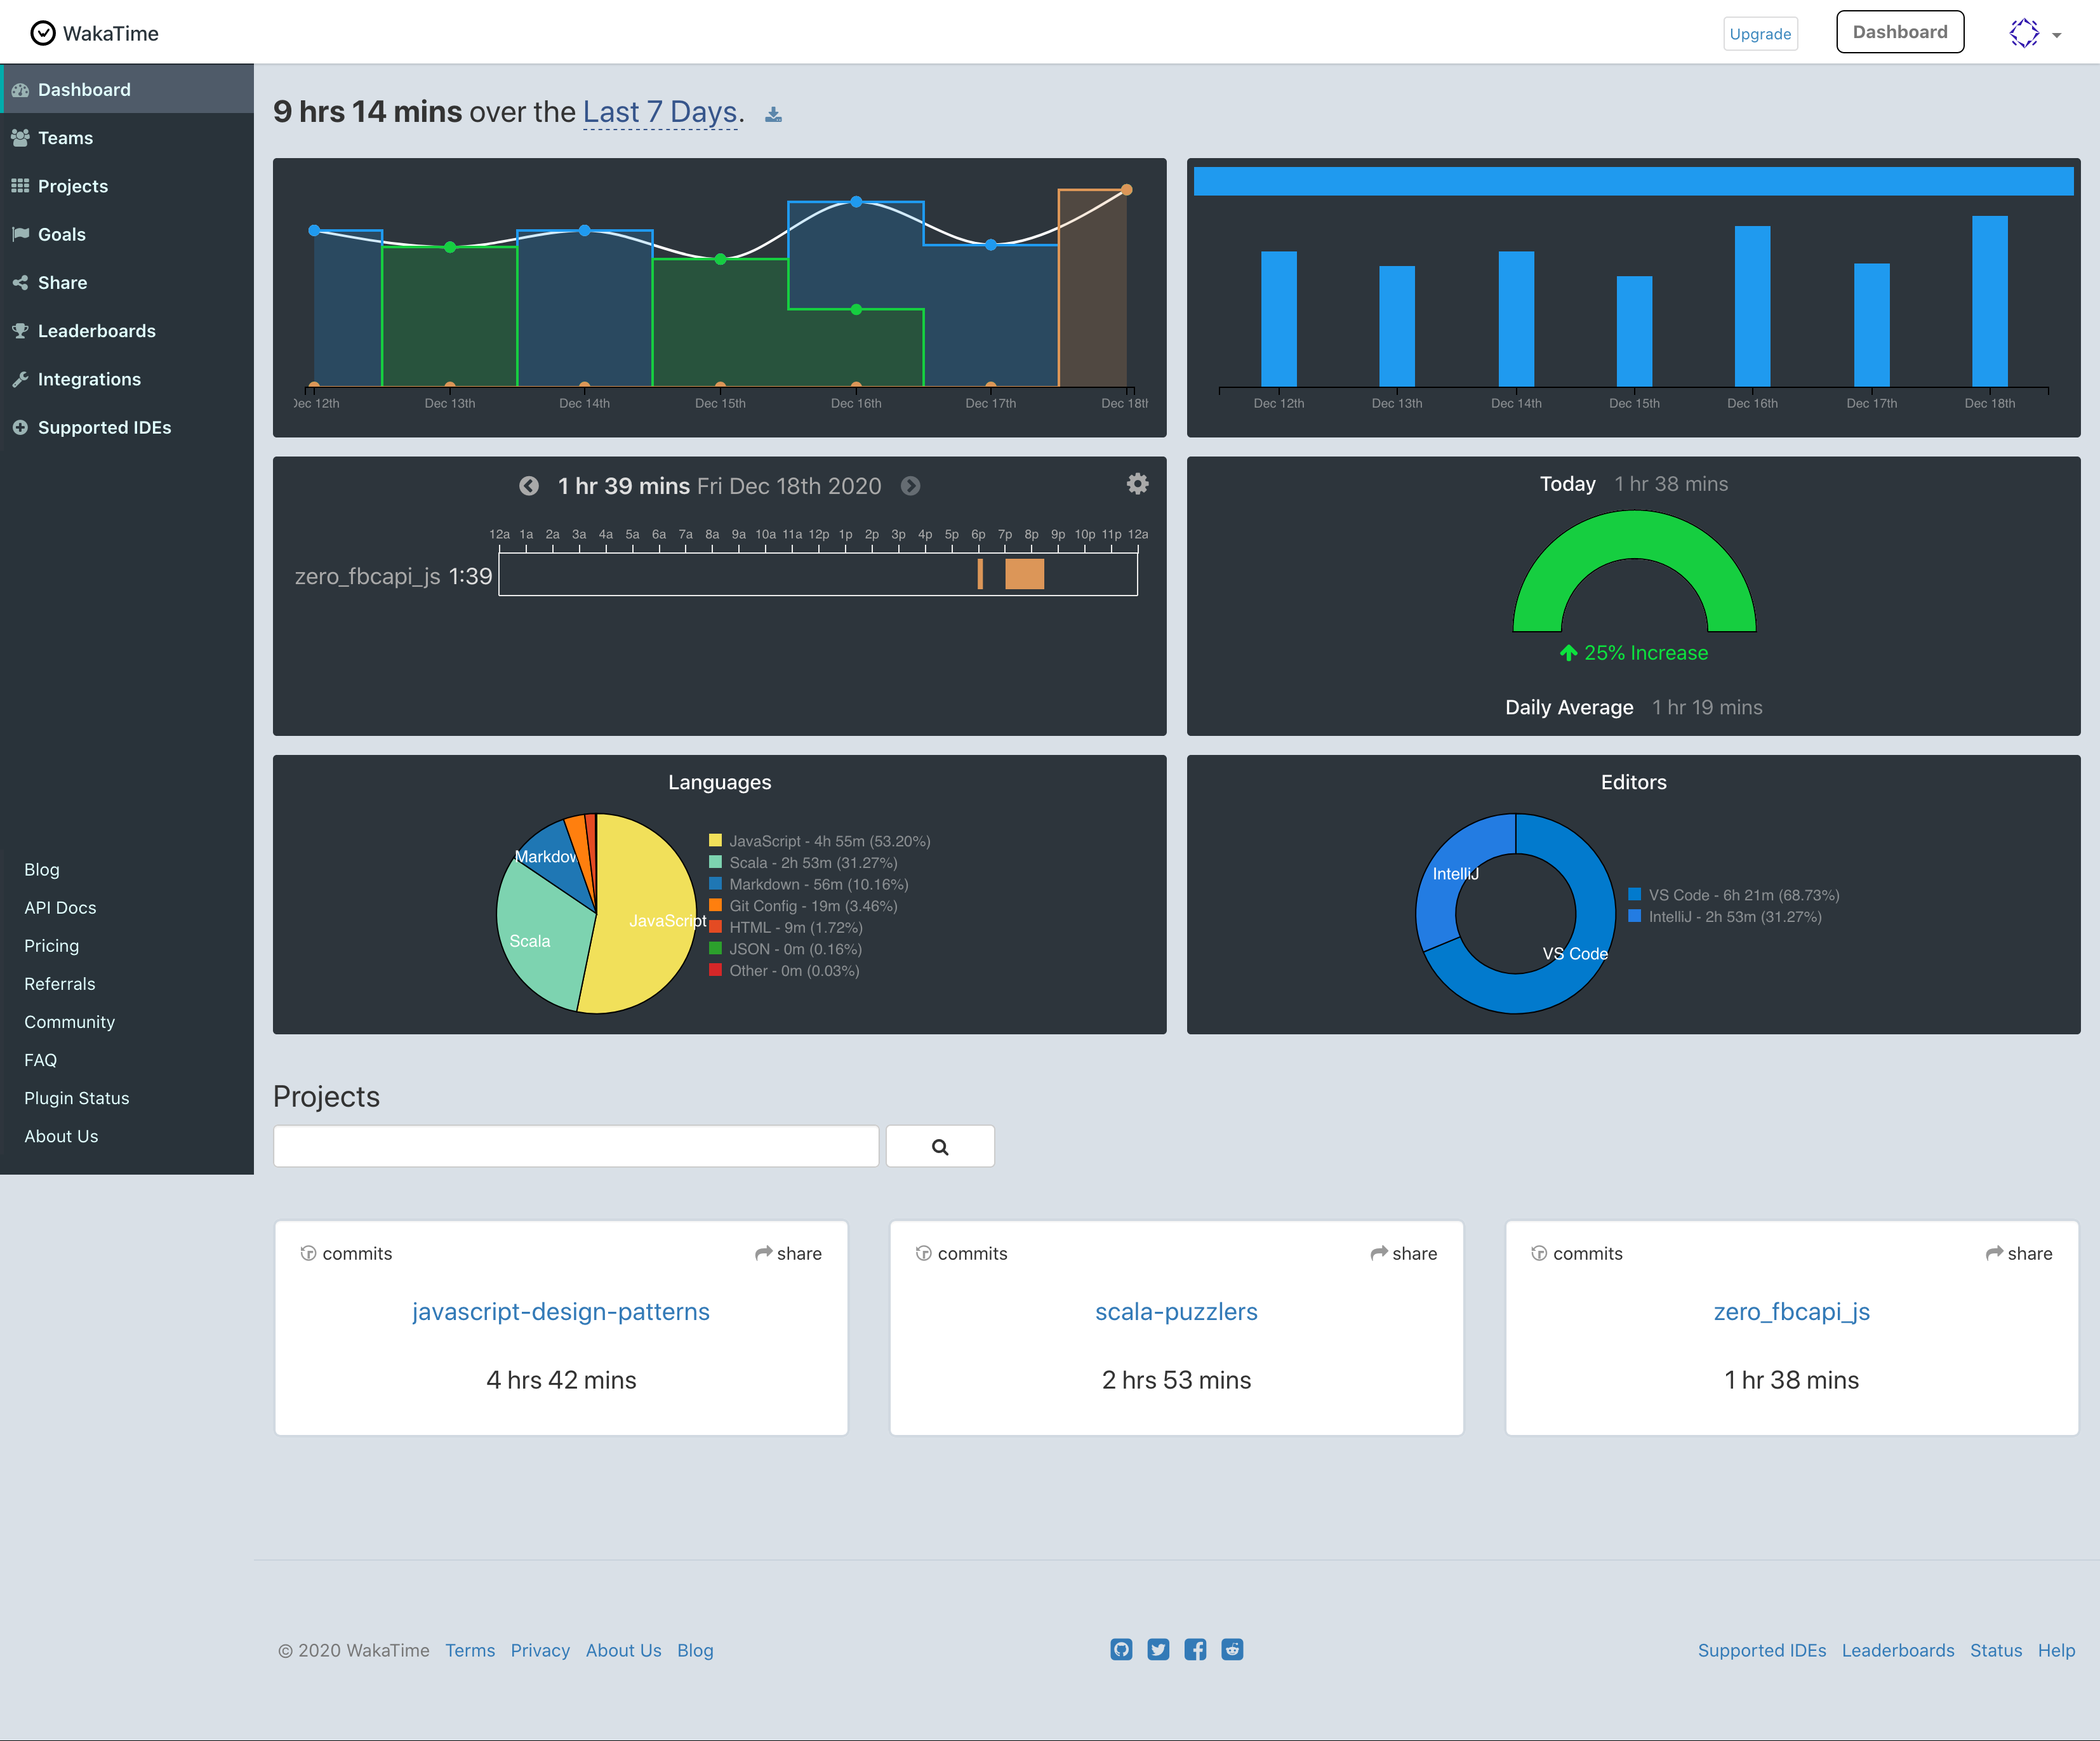 WakaTime
Upgrade
Dashboard
Dashboard
Teams
Projects
Goals
Share
Leaderboards
Integrations
Supported IDEs
Blog
API Docs
Pricing
Referrals
Community
FAQ
Plugin Status
About Us
9 hrs 14 mins over the Last 7 Days.
Dec 12th Dec 13th Dec 14th Dec 15th Dec 16th Dec 17th Dec 18th
Dec 12th Dec 13th Dec 14th Dec 15th Dec 16th Dec 17th Dec 18th
1 hr 39 mins Fri Dec 18th 2020
12a 1a 2a 3a 4a 5a 6a 7a 8a 9a 10a 11a 12p 1p 2p 3p 4p 5p 6p 7p 8p 9p 10p 11p 12a
zero_fbcapi_js 1:39
Today 1 hr 38 mins
25% Increase
Daily Average 1 hr 19 mins
Languages
Markdow
JavaScript
Scala
JavaScript - 4h 55m (53.20%)
Scala - 2h 53m (31.27%)
Markdown - 56m (10.16%)
Git Config - 19m (3.46%)
HTML - 9m (1.72%)
JSON - 0m (0.16%)
Other - 0m (0.03%)
Editors
IntelliJ
VS Code
VS Code - 6h 21m (68.73%)
IntelliJ - 2h 53m (31.27%)
Projects
commits share
javascript-design-patterns
4 hrs 42 mins
commits share
scala-puzzlers
2 hrs 53 mins
commits share
zero_fbcapi_js
1 hr 38 mins
© 2020 WakaTime Terms Privacy About Us Blog
Supported IDEs Leaderboards Status Help